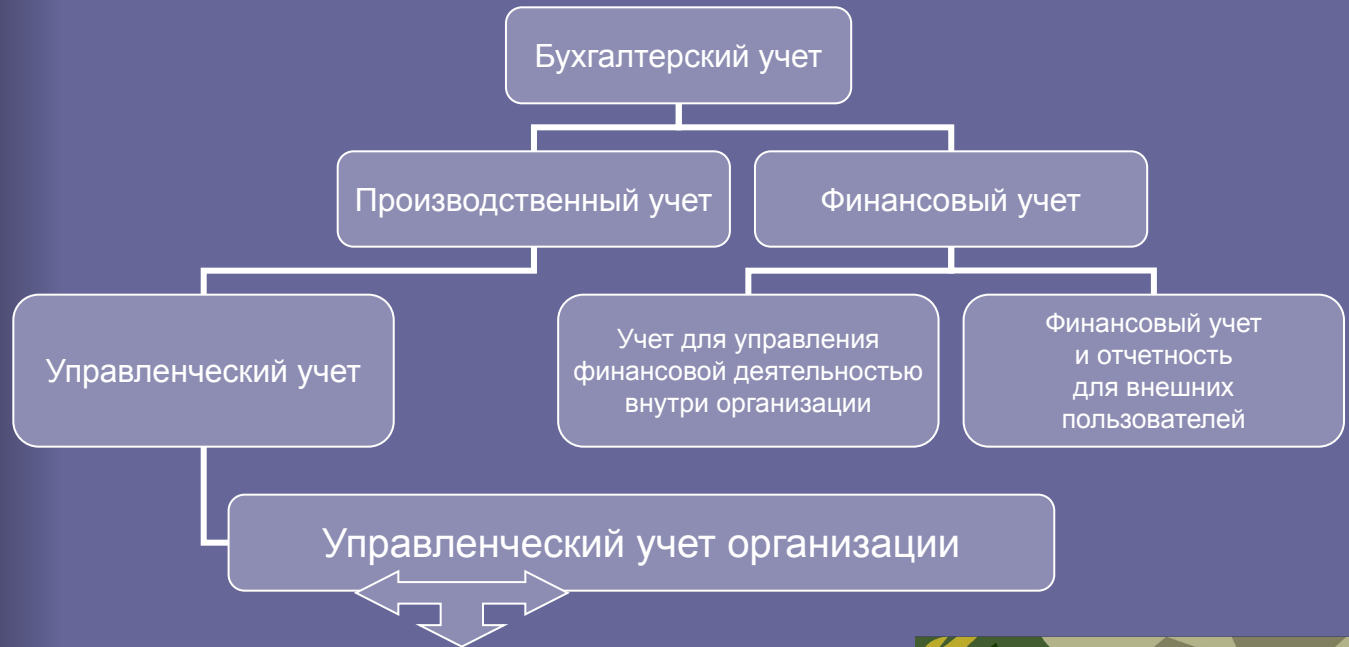 Бухгалтерский учет
Производственный учет
Финансовый учет
Управленческий учет
Учет для управления
финансовой деятельностью
внутри организации
Финансовый учет
и отчетность
для внешних
пользователей
Управленческий учет организации